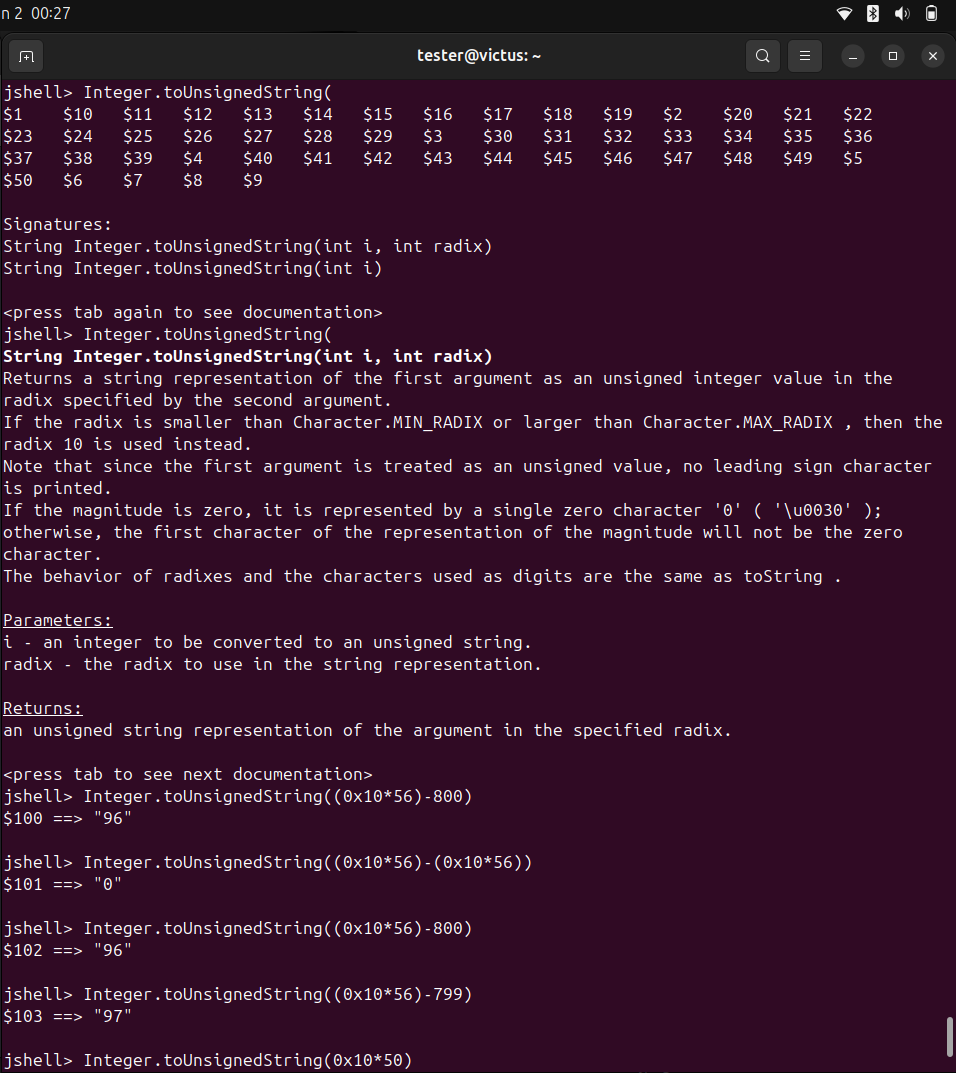 n 2  00:27
tester@victus: ~
jshell> Integer.toUnsignedString(
$1    $10   $11   $12   $13   $14   $15   $16   $17   $18   $19   $2    $20   $21   $22
$23   $24   $25   $26   $27   $28   $29   $3    $30   $31   $32   $33   $34   $35   $36
$37   $38   $39   $4    $40   $41   $42   $43   $44   $45   $46   $47   $48   $49   $5
$50   $6    $7    $8    $9
Signatures:
String Integer.toUnsignedString(int i, int radix)
String Integer.toUnsignedString(int i)
<press tab again to see documentation>
jshell> Integer.toUnsignedString(
String Integer.toUnsignedString(int i, int radix)
Returns a string representation of the first argument as an unsigned integer value in the
radix specified by the second argument.
If the radix is smaller than Character.MIN_RADIX or larger than Character.MAX_RADIX , then the
radix 10 is used instead.
Note that since the first argument is treated as an unsigned value, no leading sign character
is printed.
If the magnitude is zero, it is represented by a single zero character '0' ( '\u0030' );
otherwise, the first character of the representation of the magnitude will not be the zero
character.
The behavior of radixes and the characters used as digits are the same as toString .
Parameters:
i - an integer to be converted to an unsigned string.
radix - the radix to use in the string representation.
Returns:
an unsigned string representation of the argument in the specified radix.
<press tab to see next documentation>
jshell> Integer.toUnsignedString((0x10*56)-800)
$100 ==> "96"
jshell> Integer.toUnsignedString((0x10*56)-(0x10*56))
$101 ==> "0"
jshell> Integer.toUnsignedString((0x10*56)-800)
$102 ==> "96"
jshell> Integer.toUnsignedString((0x10*56)-799)
$103 ==> "97"
jshell> Integer.toUnsignedString(0x10*50)